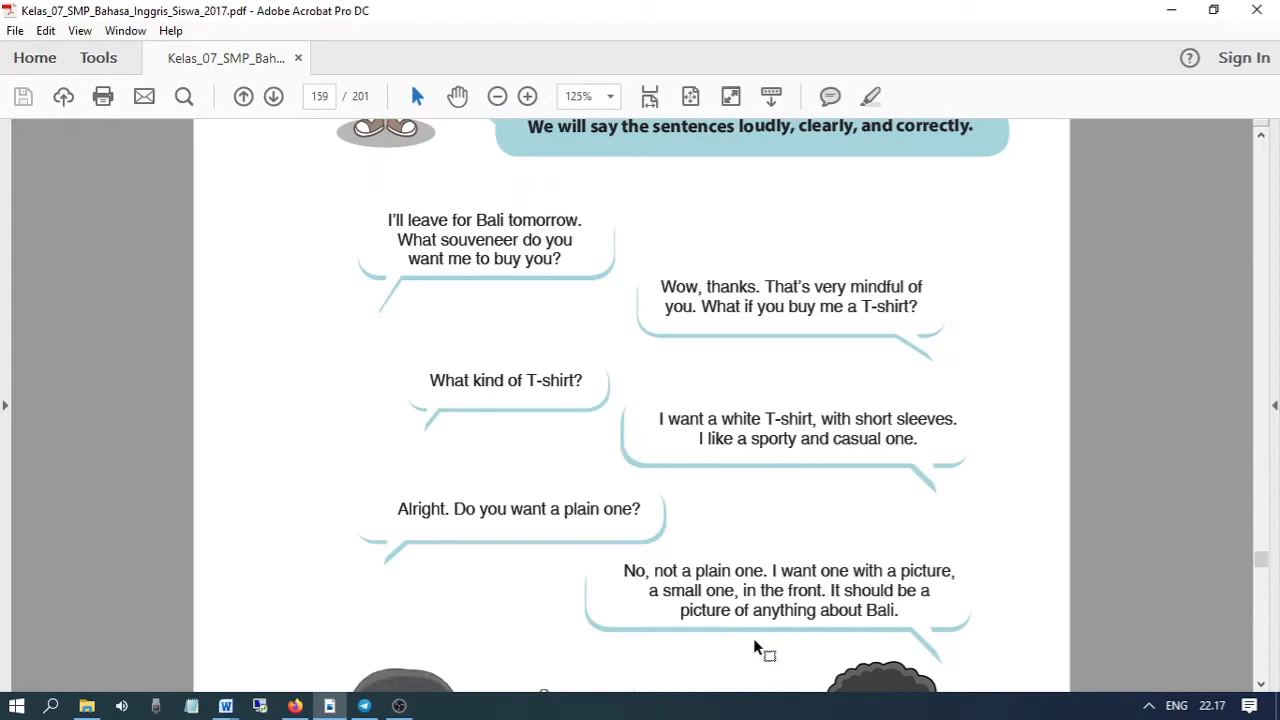 Kelas_07_SMP_Bahasa_Inggris_Siswa_2017.pdf - Adobe Acrobat Pro DC
File Edit View Window Help
Home Tools Kelas_07_SMP_Bah... × Sign In
159 / 201 125%
We will say the sentences loudly, clearly, and correctly.
I'll leave for Bali tomorrow.
What souveneer do you
want me to buy you?
Wow, thanks. That's very mindful of
you. What if you buy me a T-shirt?
What kind of T-shirt?
I want a white T-shirt, with short sleeves.
I like a sporty and casual one.
Alright. Do you want a plain one?
No, not a plain one. I want one with a picture,
a small one, in the front. It should be a
picture of anything about Bali.
ENG 22.17